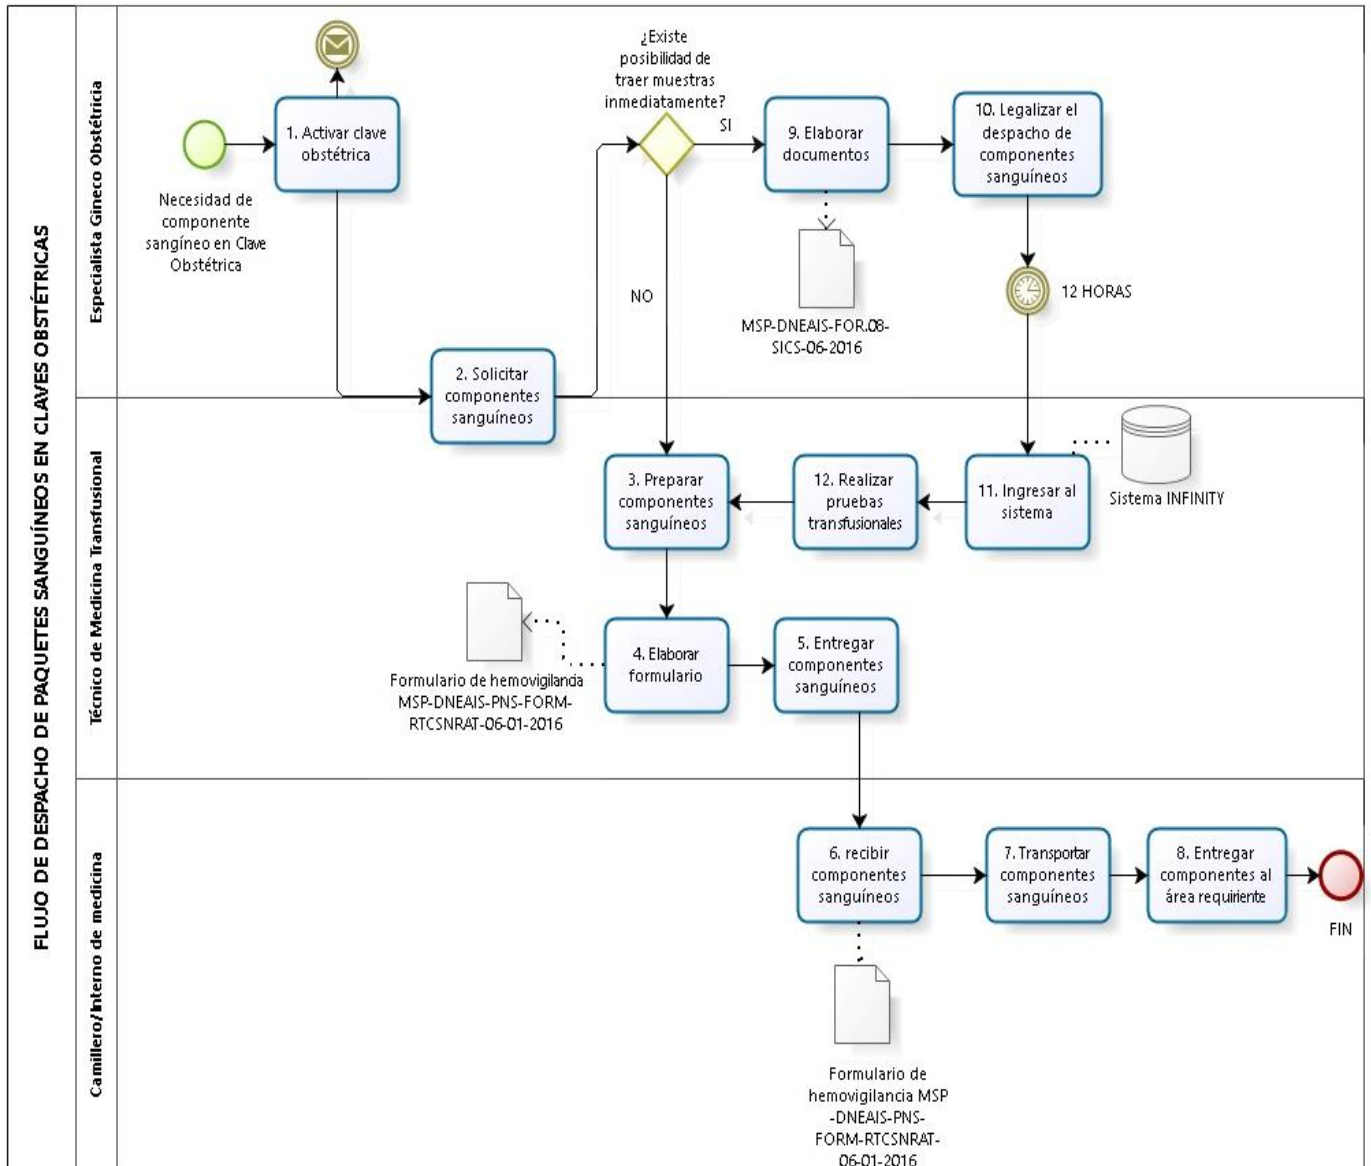 FLUJO DE DESPACHO DE PAQUETES SANGUÍNEOS EN CLAVES OBSTÉTRICAS
Especialista Gineco Obstétricia
Necesidad de
componente
sangíneo en Clave
Obstétrica
1. Activar clave
obstétrica
2. Solicitar
componentes
sanguíneos
¿Existe
posibilidad de
traer muestras
inmediatamente?
SI
NO
9. Elaborar
documentos
MSP-DNEAIS-FOR.08-
SICS-06-2016
10. Legalizar el
despacho de
componentes
sanguíneos
12 HORAS
Técnico de Medicina Transfusional
3. Preparar
componentes
sanguíneos
12. Realizar
pruebas
transfusionales
11. Ingresar al
sistema
Sistema INFINITY
Formulario de hemovigilancia
MSP-DNEAIS-PNS-FORM-
RTCSNRAT-06-01-2016
4. Elaborar
formulario
5. Entregar
componentes
sanguíneos
Camillero/Interno de medicina
6. recibir
componentes
sanguíneos
7. Transportar
componentes
sanguíneos
8. Entregar
componentes al
área requiriente
FIN
Formulario de
hemovigilancia MSP
-DNEAIS-PNS-
FORM-RTCSNRAT-
06-01-2016